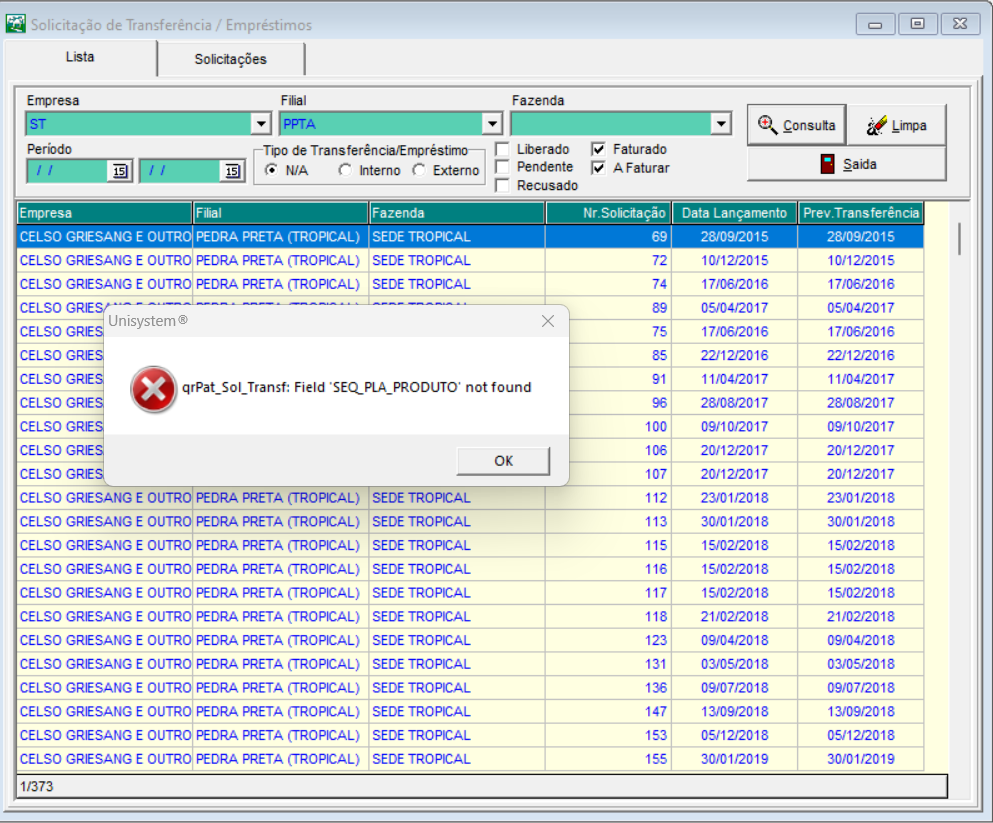 Solicitação de Transferência / Empréstimos
Lista Solicitações
Empresa Filial Fazenda
ST PPTA
Consulta Limpa
Período Tipo de Transferência/Empréstimo Liberado Faturado
/ / 15 / / 15 N/A Interno Externo Pendente A Faturar
Saida
Recusado
Empresa Filial Fazenda Nr.Solicitação Data Lançamento Prev.Transferência
CELSO GRIESANG E OUTRO PEDRA PRETA (TROPICAL) SEDE TROPICAL 69 28/09/2015 28/09/2015
CELSO GRIESANG E OUTRO PEDRA PRETA (TROPICAL) SEDE TROPICAL 72 10/12/2015 10/12/2015
CELSO GRIESANG E OUTRO PEDRA PRETA (TROPICAL) SEDE TROPICAL 74 17/06/2016 17/06/2016
CELSO GRIES 89 05/04/2017 05/04/2017
CELSO GRIES 75 17/06/2016 17/06/2016
CELSO GRIES 85 22/12/2016 22/12/2016
CELSO GRIES 91 11/04/2017 11/04/2017
CELSO GRIES 96 28/08/2017 28/08/2017
CELSO GRIES 100 09/10/2017 09/10/2017
CELSO GRIES 106 20/12/2017 20/12/2017
CELSO GRIES 107 20/12/2017 20/12/2017
Unisystem®
qrPat_Sol_Transf: Field 'SEQ_PLA_PRODUTO' not found
OK
CELSO GRIESANG E OUTRO PEDRA PRETA (TROPICAL) SEDE TROPICAL 112 23/01/2018 23/01/2018
CELSO GRIESANG E OUTRO PEDRA PRETA (TROPICAL) SEDE TROPICAL 113 30/01/2018 30/01/2018
CELSO GRIESANG E OUTRO PEDRA PRETA (TROPICAL) SEDE TROPICAL 115 15/02/2018 15/02/2018
CELSO GRIESANG E OUTRO PEDRA PRETA (TROPICAL) SEDE TROPICAL 116 15/02/2018 15/02/2018
CELSO GRIESANG E OUTRO PEDRA PRETA (TROPICAL) SEDE TROPICAL 117 15/02/2018 15/02/2018
CELSO GRIESANG E OUTRO PEDRA PRETA (TROPICAL) SEDE TROPICAL 118 21/02/2018 21/02/2018
CELSO GRIESANG E OUTRO PEDRA PRETA (TROPICAL) SEDE TROPICAL 123 09/04/2018 09/04/2018
CELSO GRIESANG E OUTRO PEDRA PRETA (TROPICAL) SEDE TROPICAL 131 03/05/2018 03/05/2018
CELSO GRIESANG E OUTRO PEDRA PRETA (TROPICAL) SEDE TROPICAL 136 09/07/2018 09/07/2018
CELSO GRIESANG E OUTRO PEDRA PRETA (TROPICAL) SEDE TROPICAL 147 13/09/2018 13/09/2018
CELSO GRIESANG E OUTRO PEDRA PRETA (TROPICAL) SEDE TROPICAL 153 05/12/2018 05/12/2018
CELSO GRIESANG E OUTRO PEDRA PRETA (TROPICAL) SEDE TROPICAL 155 30/01/2019 30/01/2019
1/373